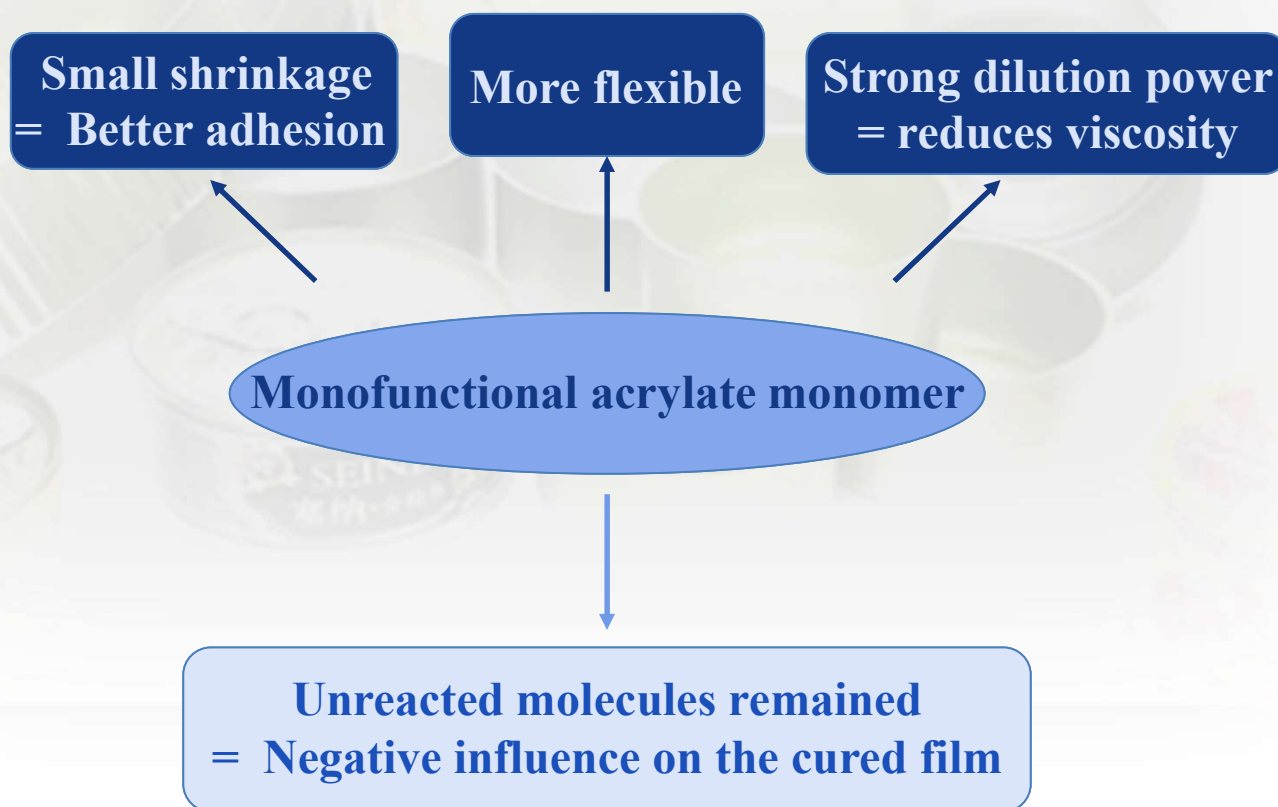 Small shrinkage
= Better adhesion
More flexible
Strong dilution power
= reduces viscosity
Monofunctional acrylate monomer
Unreacted molecules remained
= Negative influence on the cured film